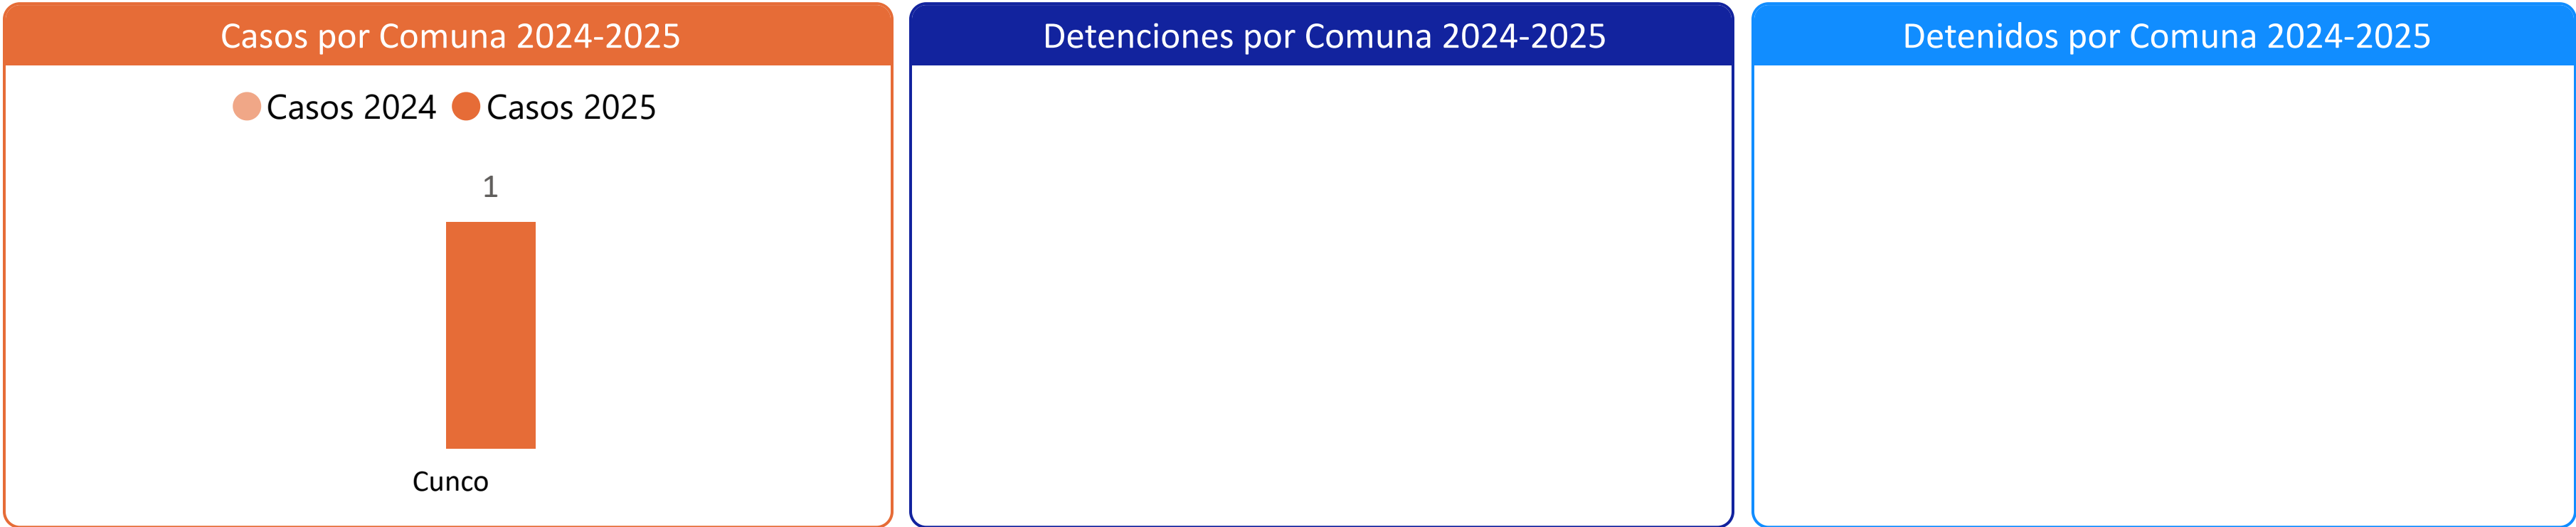 Casos por Comuna 2024-2025
Casos 2024 Casos 2025
1
Cunco
Detenciones por Comuna 2024-2025
Detenidos por Comuna 2024-2025